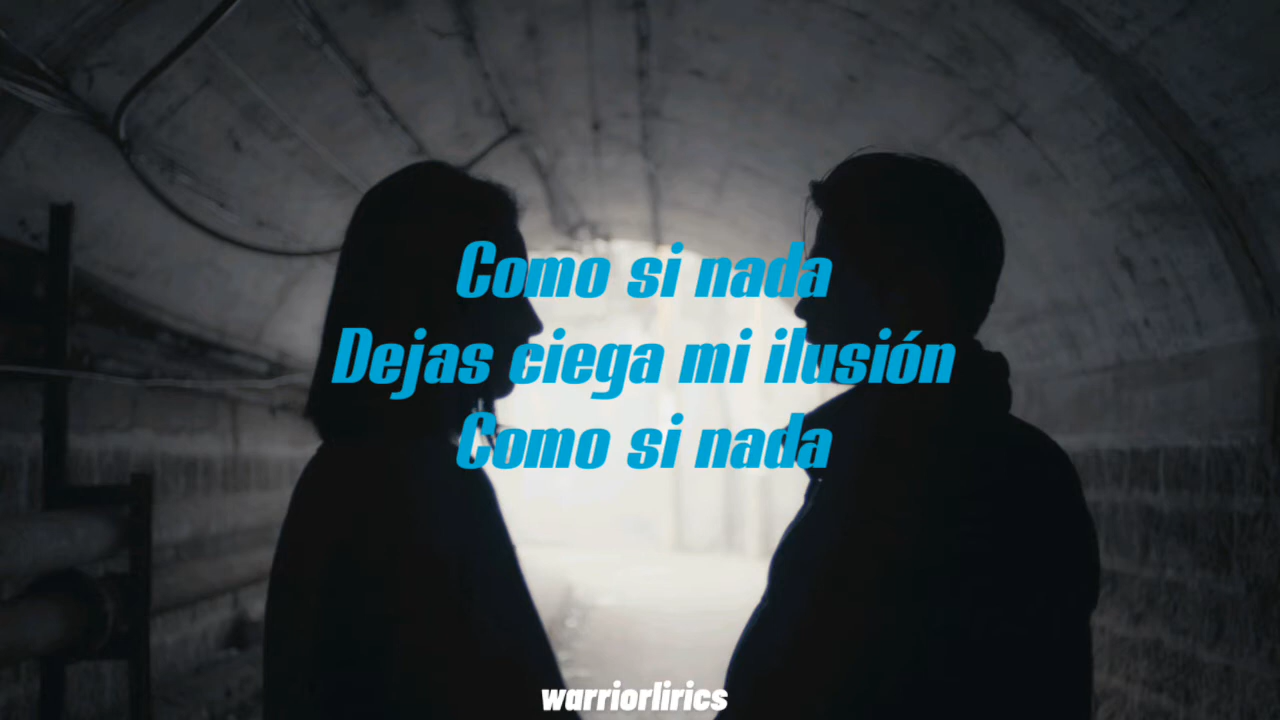 Como si nada
Dejas ciega mi ilusión
Como si nada
warriorlirics